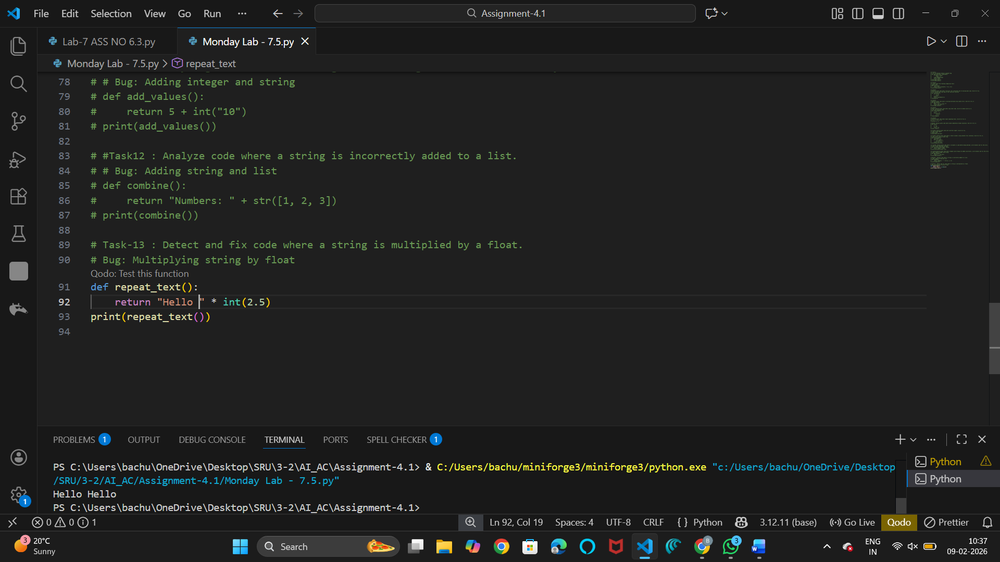 File Edit Selection View Go Run ··· Assignment-4.1
Lab-7 ASS NO 6.3.py Monday Lab - 7.5.py
Monday Lab - 7.5.py > repeat_text
78 # # Bug: Adding integer and string
79 # def add_values():
80 #     return 5 + int("10")
81 # print(add_values())
82
83 # #Task12 : Analyze code where a string is incorrectly added to a list.
84 # # Bug: Adding string and list
85 # def combine():
86 #     return "Numbers: " + str([1, 2, 3])
87 # print(combine())
88
89 # Task-13 : Detect and fix code where a string is multiplied by a float.
90 # Bug: Multiplying string by float
Qodo: Test this function
91 def repeat_text():
92     return "Hello " * int(2.5)
93 print(repeat_text())
94
PROBLEMS 1 OUTPUT DEBUG CONSOLE TERMINAL PORTS SPELL CHECKER 1
PS C:\Users\bachu\OneDrive\Desktop\SRU\3-2\AI_AC\Assignment-4.1> & C:/Users/bachu/miniforge3/miniforge3/python.exe "c:/Users/bachu/OneDrive/Desktop
/SRU/3-2/AI_AC/Assignment-4.1/Monday Lab - 7.5.py"
Hello Hello
PS C:\Users\bachu\OneDrive\Desktop\SRU\3-2\AI_AC\Assignment-4.1>
Python
Python
1
0 0 1 Ln 92, Col 19 Spaces: 4 UTF-8 CRLF { } Python 3.12.11 (base) Go Live Qodo Prettier
3 20°C
Sunny
Search
B
3
W
ENG
IN
10:37
09-02-2026